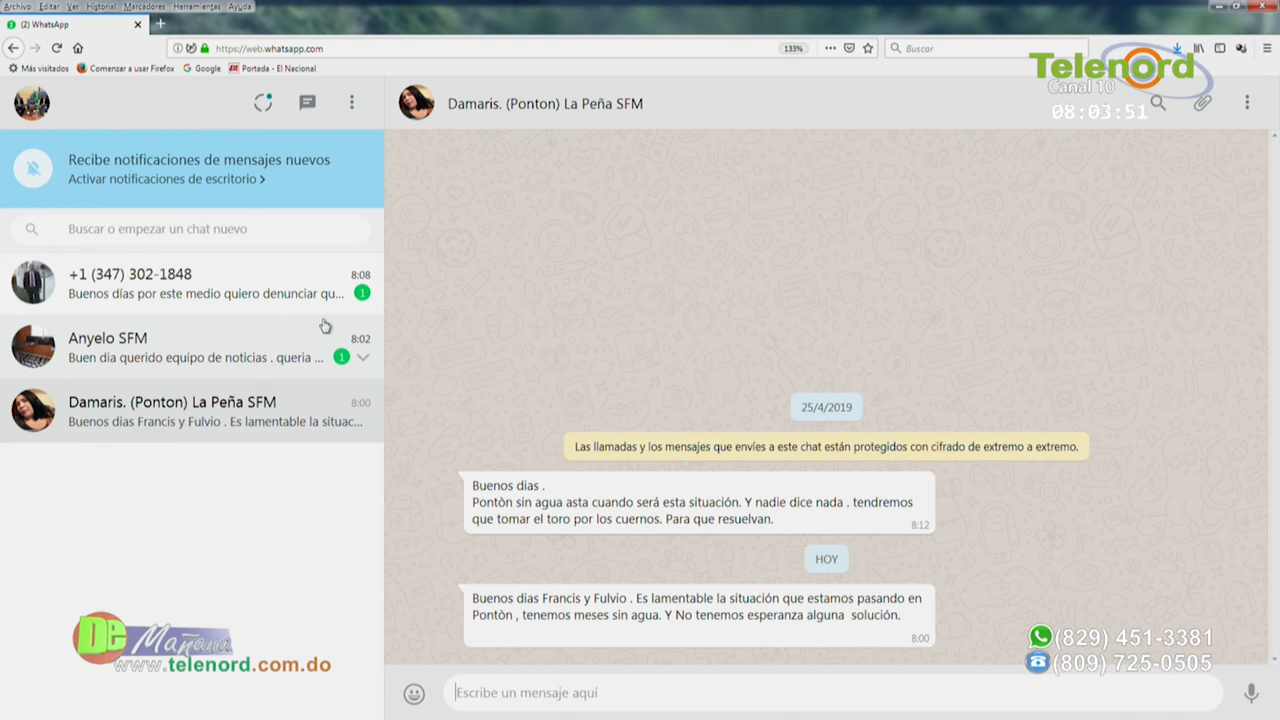 Archivo Editar Ver Historial Marcadores Herramientas Ayuda
(2) WhatsApp
https://web.whatsapp.com
133%
Buscar
Más visitados
Comenzar a usar Firefox
Google
Portada - El Nacional
Telenord
Canal 10
08:03:51
Damaris. (Ponton) La Peña SFM
Recibe notificaciones de mensajes nuevos
Activar notificaciones de escritorio >
Buscar o empezar un chat nuevo
+1 (347) 302-1848
8:08
Buenos días por este medio quiero denunciar qu...
1
Anyelo SFM
8:02
Buen dia querido equipo de noticias . queria ...
1
Damaris. (Ponton) La Peña SFM
8:00
Buenos dias Francis y Fulvio . Es lamentable la situac...
25/4/2019
Las llamadas y los mensajes que envíes a este chat están protegidos con cifrado de extremo a extremo.
Buenos dias .
Pontòn sin agua asta cuando será esta situación. Y nadie dice nada . tendremos
que tomar el toro por los cuernos. Para que resuelvan.
8:12
HOY
Buenos dias Francis y Fulvio . Es lamentable la situación que estamos pasando en
Pontòn , tenemos meses sin agua. Y No tenemos esperanza alguna  solución.
8:00
De Mañana
www.telenord.com.do
(829) 451-3381
(809) 725-0505
Escribe un mensaje aquí